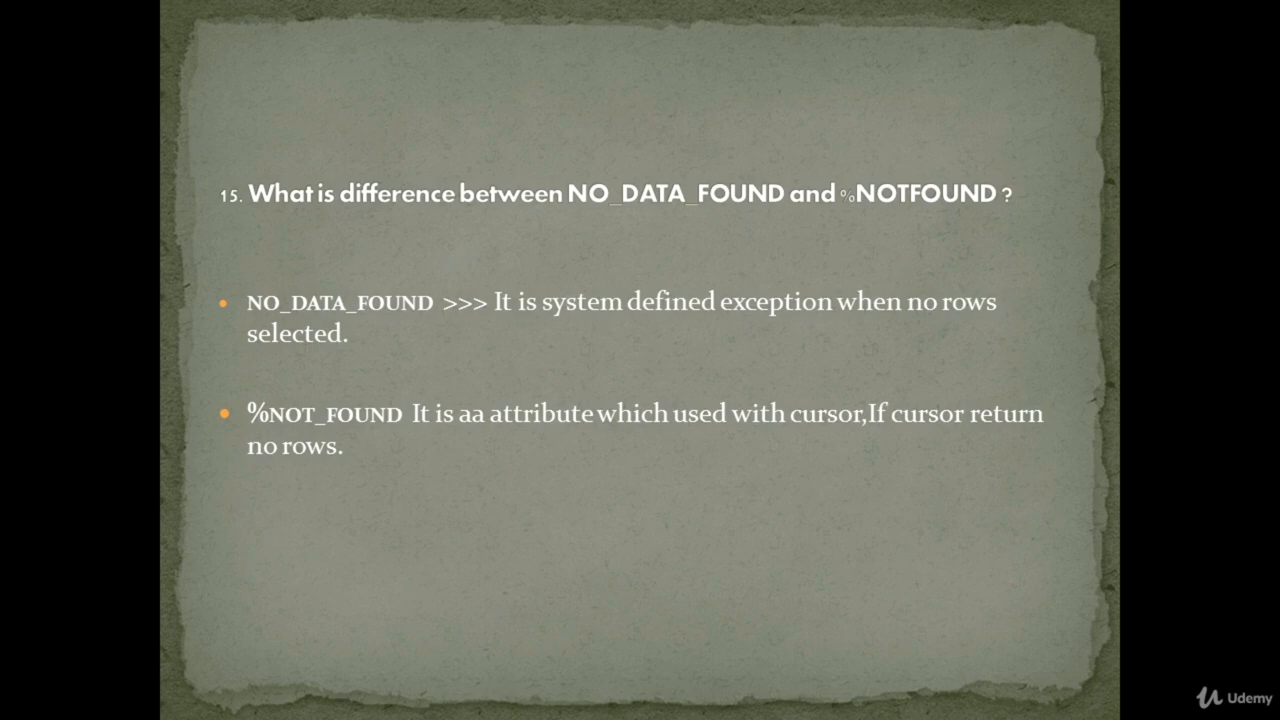 15. What is difference between NO_DATA_FOUND and %NOTFOUND ?
• NO_DATA_FOUND >>> It is system defined exception when no rows
selected.
• %NOT_FOUND It is aa attribute which used with cursor,If cursor return
no rows.
Udemy